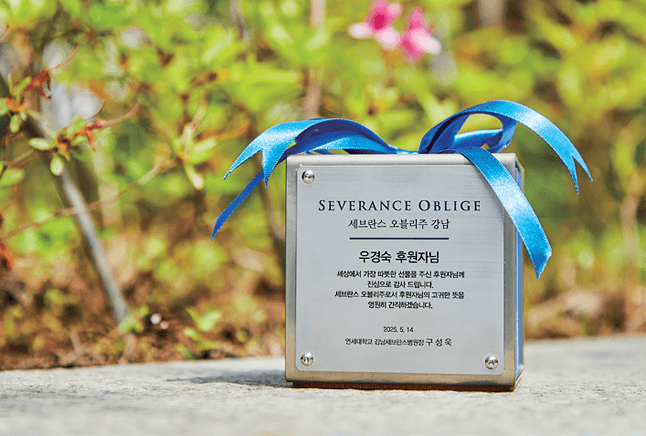 SEVERANCE OBLIGE
세브란스 오블리주 강남
우경숙 후원자님
세상에서 가장 따뜻한 선물을 주신 후원자님께
진심으로 감사 드립니다.
세브란스 오블리주로서 후원자님의 고귀한 뜻을
영원히 간직하겠습니다.
2025. 5. 14
연세대학교 강남세브란스병원장 구성욱